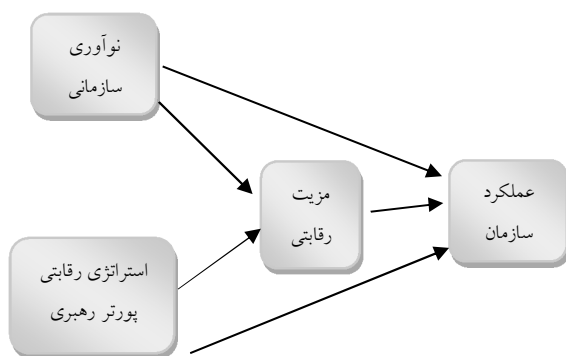 نوآوری
سازمانی
مزیت
رقابتی
عملکرد
سازمان
استراتژی رقابتی
پورتر رهبری